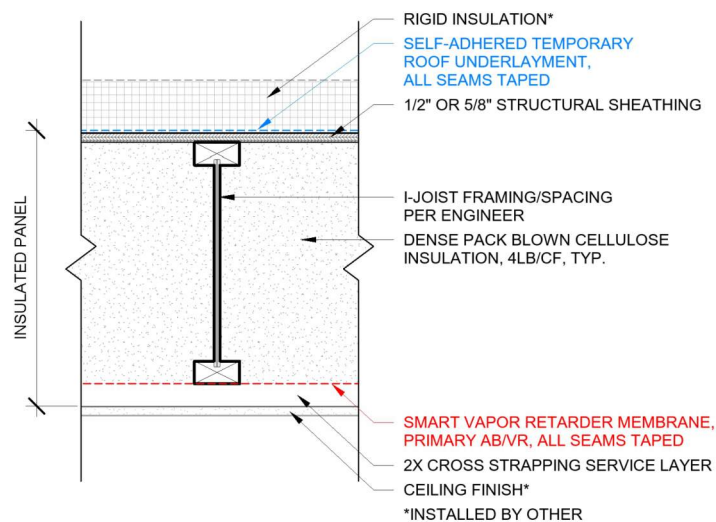 RIGID INSULATION*
SELF-ADHERED TEMPORARY
ROOF UNDERLAYMENT,
ALL SEAMS TAPED
1/2" OR 5/8" STRUCTURAL SHEATHING
I-JOIST FRAMING/SPACING
PER ENGINEER
DENSE PACK BLOWN CELLULOSE
INSULATION, 4LB/CF, TYP.
INSULATED PANEL
SMART VAPOR RETARDER MEMBRANE,
PRIMARY AB/VR, ALL SEAMS TAPED
2X CROSS STRAPPING SERVICE LAYER
CEILING FINISH*
*INSTALLED BY OTHER